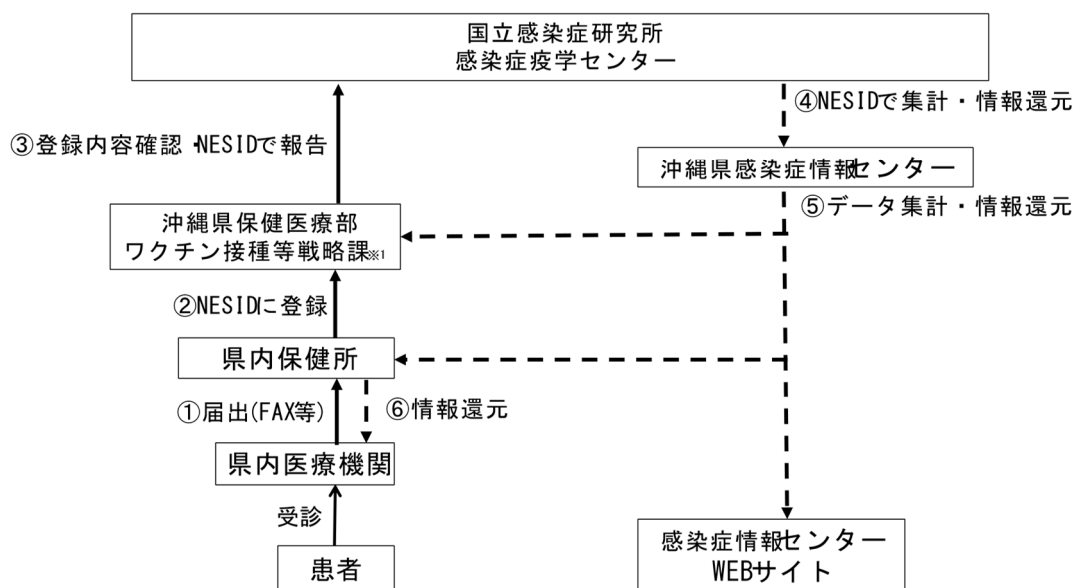 国立感染症研究所
感染症疫学センター
④NESIDで集計・情報還元
③登録内容確認・NESIDで報告
沖縄県感染症情報センター
⑤データ集計・情報還元
沖縄県保健医療部
ワクチン接種等戦略課※1
②NESIDに登録
県内保健所
①届出(FAX等)
⑥情報還元
県内医療機関
受診
感染症情報センター
WEBサイト
患者